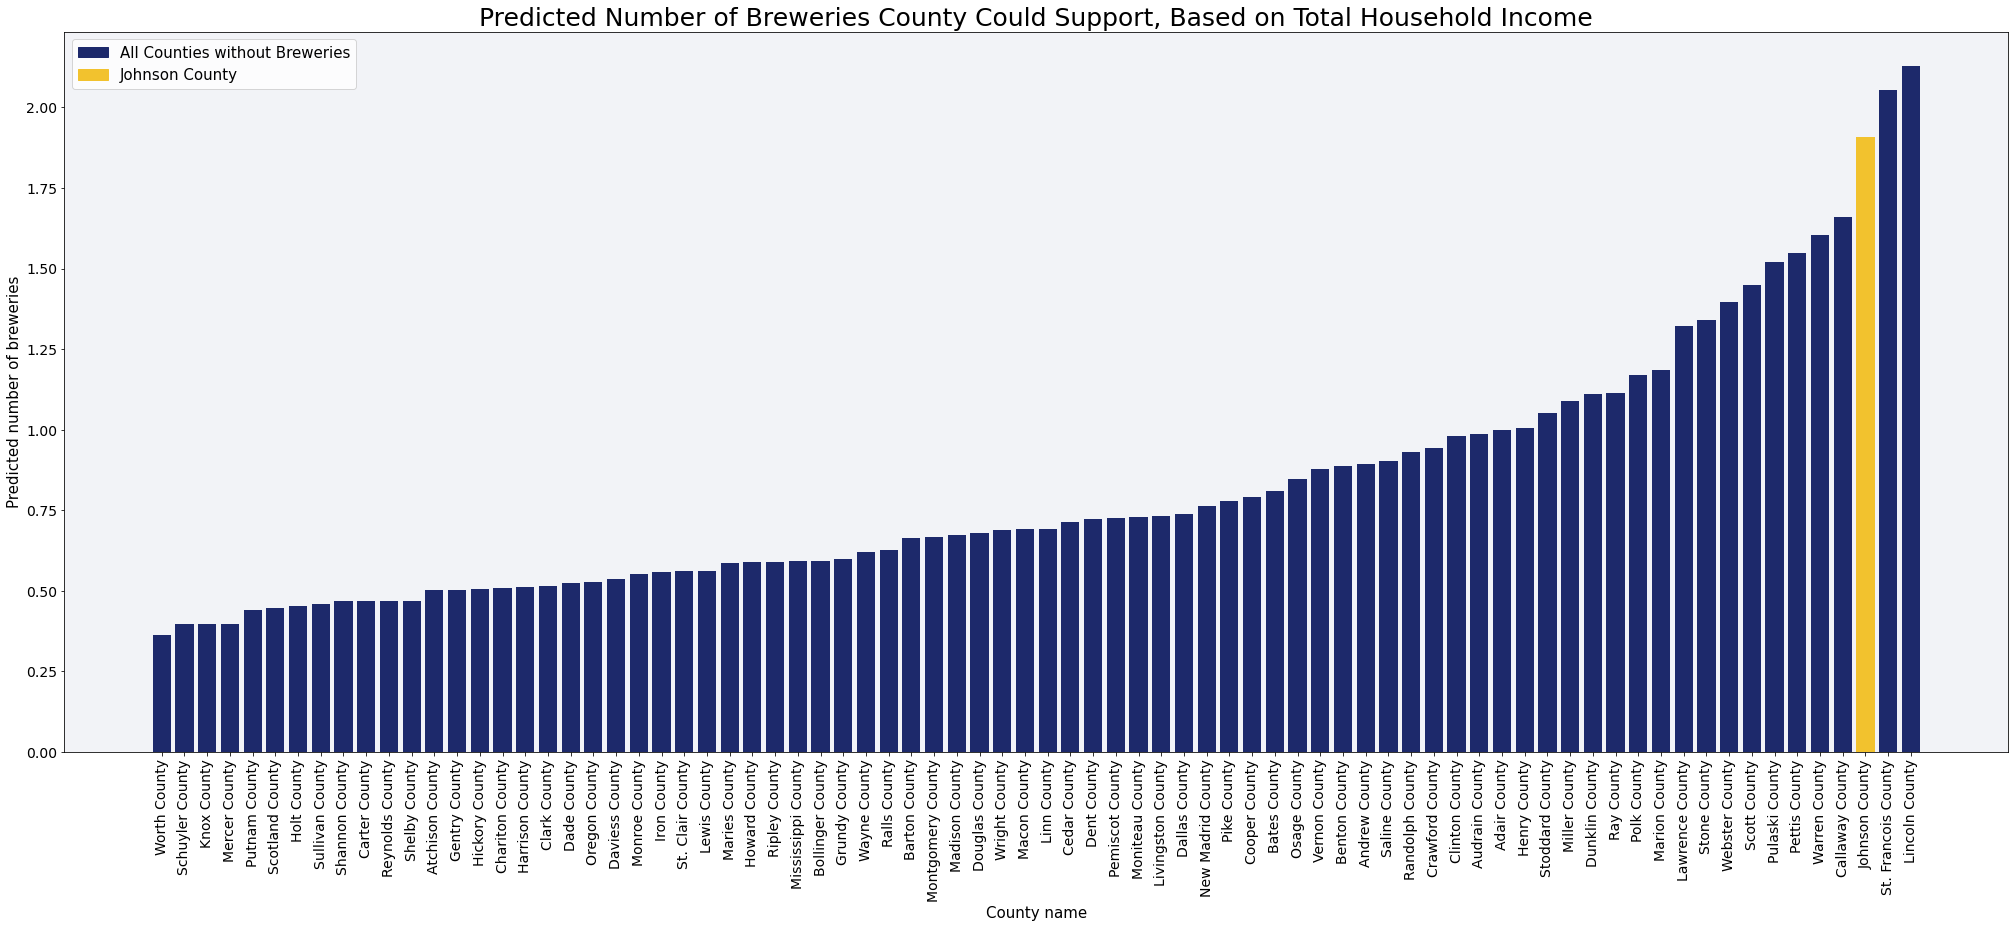 Predicted Number of Breweries County Could Support, Based on Total Household Income
All Counties without Breweries
Johnson County
Predicted number of breweries
2.00
1.75
1.50
1.25
1.00
0.75
0.50
0.25
0.00
Worth County
Schuyler County
Knox County
Mercer County
Putnam County
Scotland County
Holt County
Sullivan County
Shannon County
Carter County
Reynolds County
Shelby County
Atchison County
Gentry County
Hickory County
Chariton County
Harrison County
Clark County
Dade County
Oregon County
Daviess County
Monroe County
Iron County
St. Clair County
Lewis County
Maries County
Howard County
Ripley County
Mississippi County
Bollinger County
Grundy County
Wayne County
Ralls County
Barton County
Montgomery County
Madison County
Douglas County
Wright County
Macon County
Linn County
Cedar County
Dent County
Pemiscot County
Moniteau County
Livingston County
Dallas County
New Madrid County
Pike County
Cooper County
Bates County
Osage County
Vernon County
Benton County
Andrew County
Saline County
Randolph County
Crawford County
Clinton County
Audrain County
Adair County
Henry County
Stoddard County
Miller County
Dunklin County
Ray County
Polk County
Marion County
Lawrence County
Stone County
Webster County
Scott County
Pulaski County
Pettis County
Warren County
Callaway County
Johnson County
St. Francois County
Lincoln County
County name